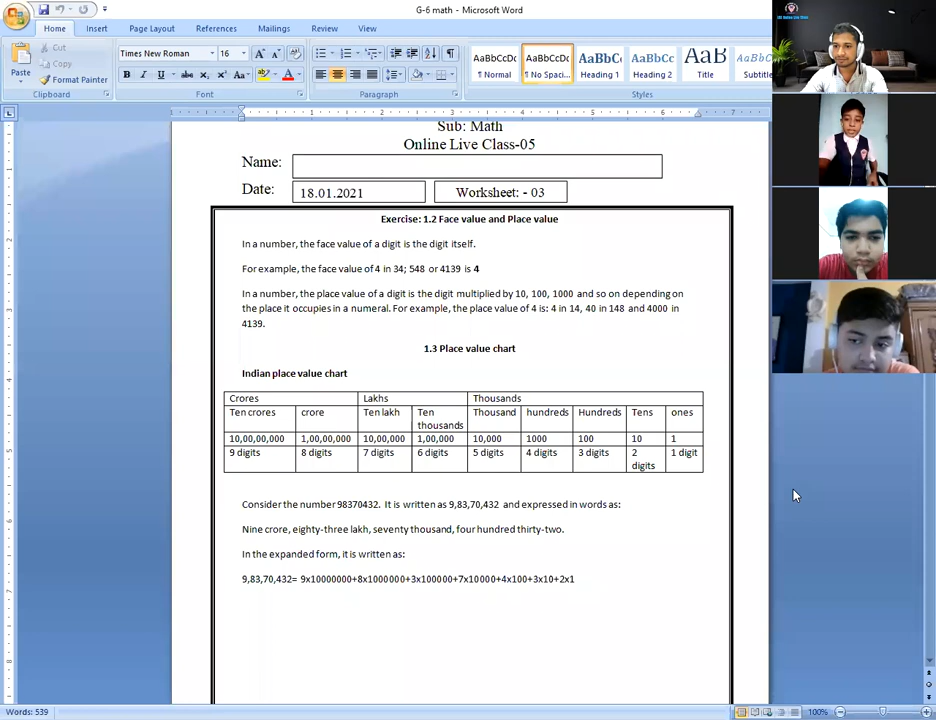 G-6 math - Microsoft Word
Home Insert Page Layout References Mailings Review View
Paste
Cut
Copy
Format Painter
Clipboard
Times New Roman 16
Font
Paragraph
AaBbCcDc AaBbCcDc AaBbC AaBbCc AaB AaBbCc
¶ Normal ¶ No Spaci... Heading 1 Heading 2 Title Subtitle
Styles
Sub: Math
Online Live Class-05
Name:
Date: 18.01.2021 Worksheet: - 03
Exercise: 1.2 Face value and Place value
In a number, the face value of a digit is the digit itself.
For example, the face value of 4 in 34; 548 or 4139 is 4
In a number, the place value of a digit is the digit multiplied by 10, 100, 1000 and so on depending on
the place it occupies in a numeral. For example, the place value of 4 is: 4 in 14, 40 in 148 and 4000 in
4139.
1.3 Place value chart
Indian place value chart
Crores Lakhs Thousands
Ten crores crore Ten lakh Ten thousands Thousand hundreds Hundreds Tens ones
10,00,00,000 1,00,00,000 10,00,000 1,00,000 10,000 1000 100 10 1
9 digits 8 digits 7 digits 6 digits 5 digits 4 digits 3 digits 2 digits 1 digit
Consider the number 98370432. It is written as 9,83,70,432 and expressed in words as:
Nine crore, eighty-three lakh, seventy thousand, four hundred thirty-two.
In the expanded form, it is written as:
9,83,70,432= 9x10000000+8x1000000+3x100000+7x10000+4x100+3x10+2x1
Words: 539
100%